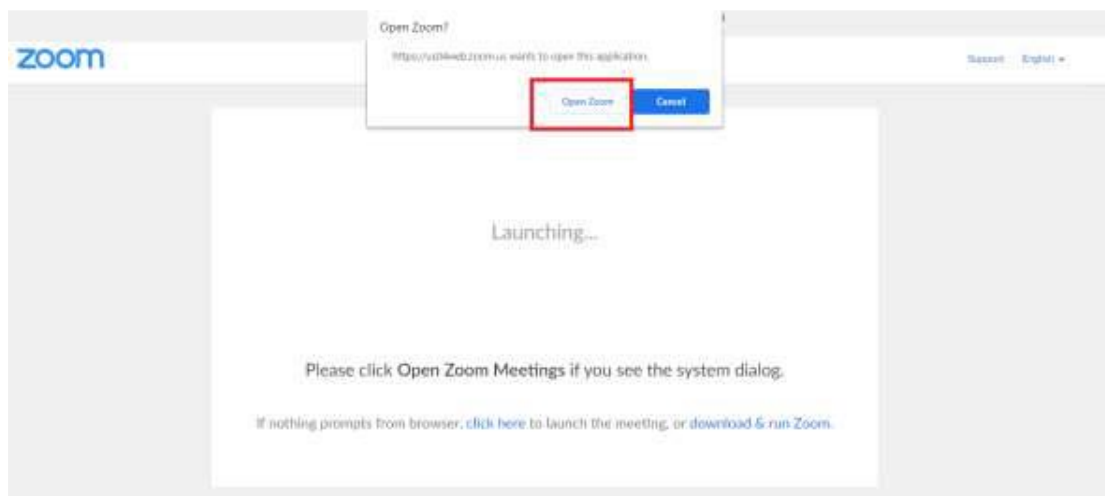 Open Zoom?
zoom
wants to open this application.
Support English
Open Zoom Cancel
Launching...
Please click Open Zoom Meetings if you see the system dialog.
If nothing prompts from browser, click here to launch the meeting, or download & run Zoom.